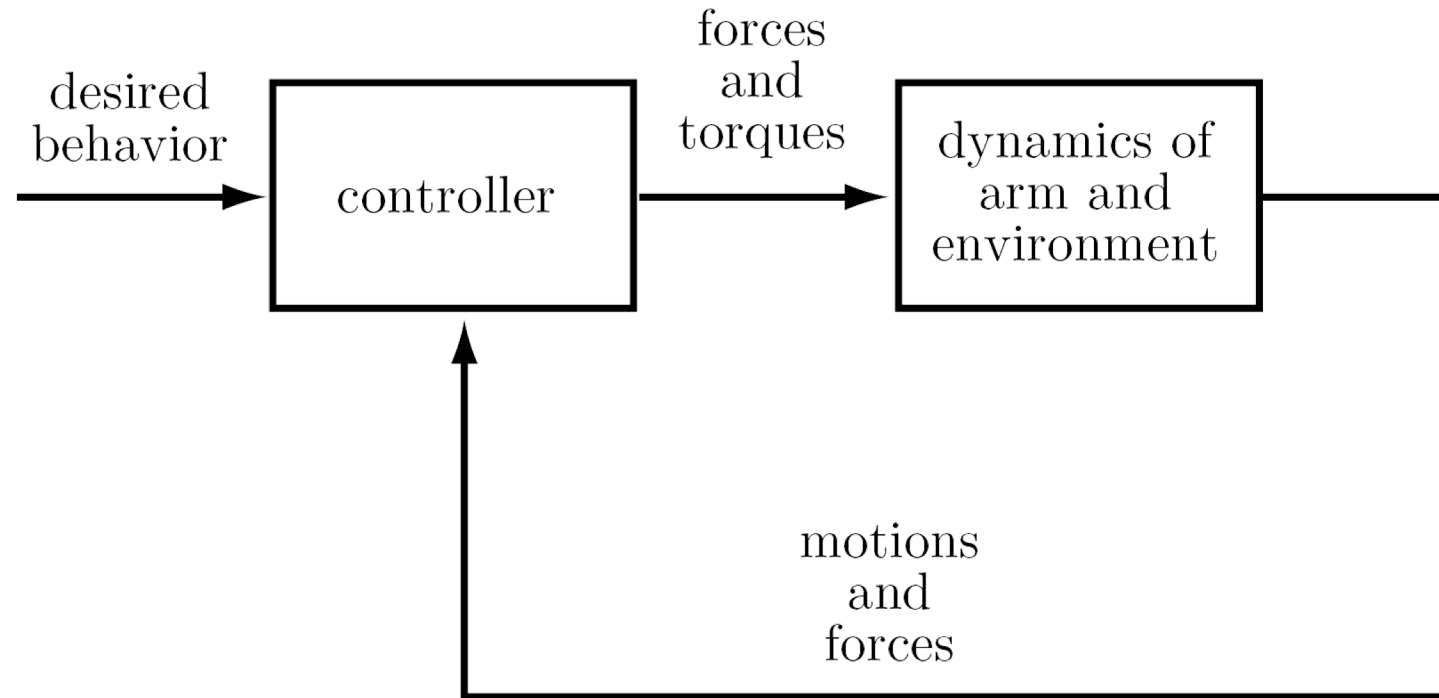 desired
behavior
controller
forces
and
torques
dynamics of
arm and
environment
motions
and
forces